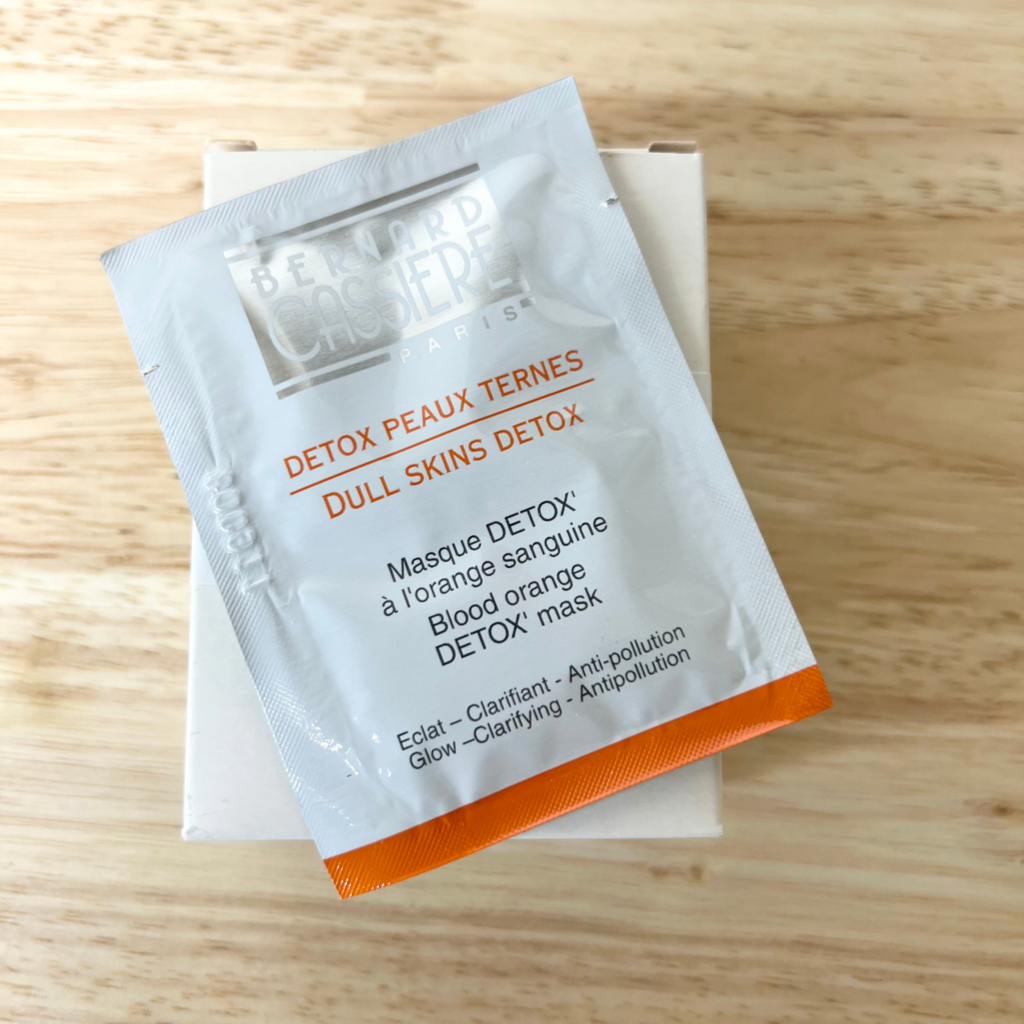 BERNARD
CASSIERE
PARIS
DETOX PEAUX TERNES
DULL SKINS DETOX
Masque DETOX'
à l'orange sanguine
Blood orange
DETOX' mask
Eclat – Clarifiant - Anti-pollution
Glow –Clarifying - Antipollution